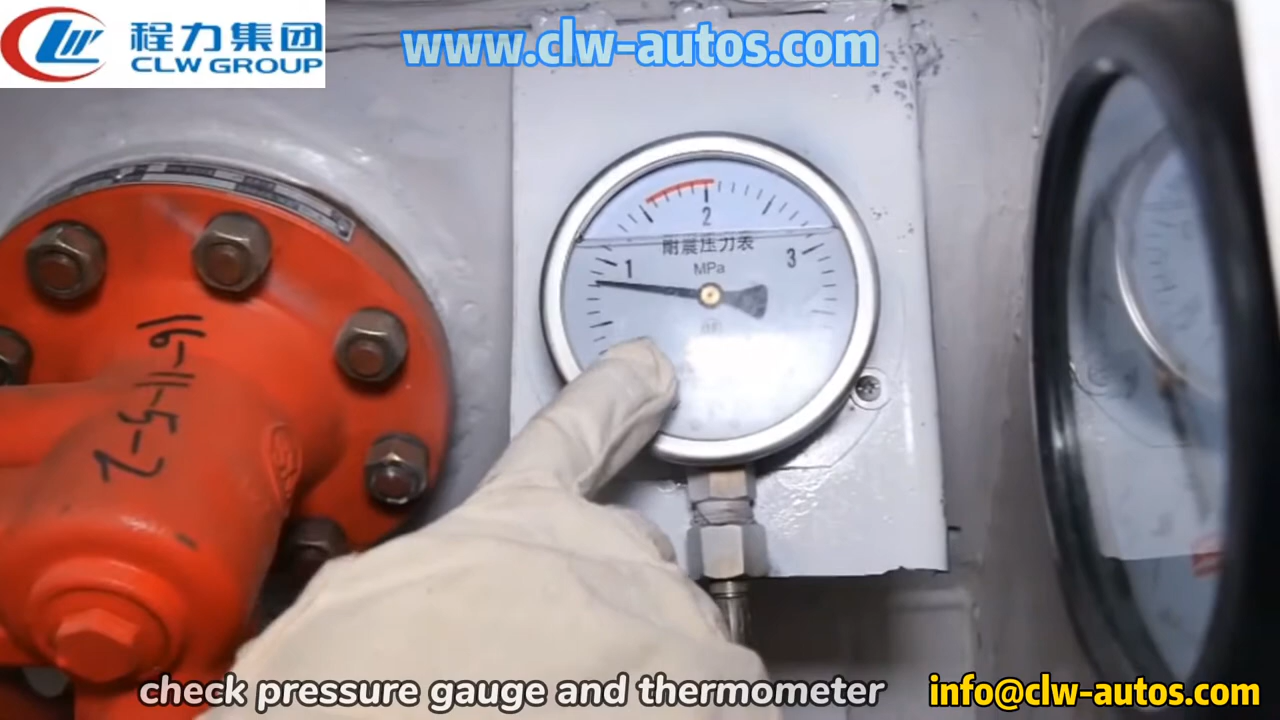 程力集团
CLW GROUP
www.clw-autos.com
2
耐震压力表
1
MPa
3
16-11-5-2
check pressure gauge and thermometer
info@clw-autos.com